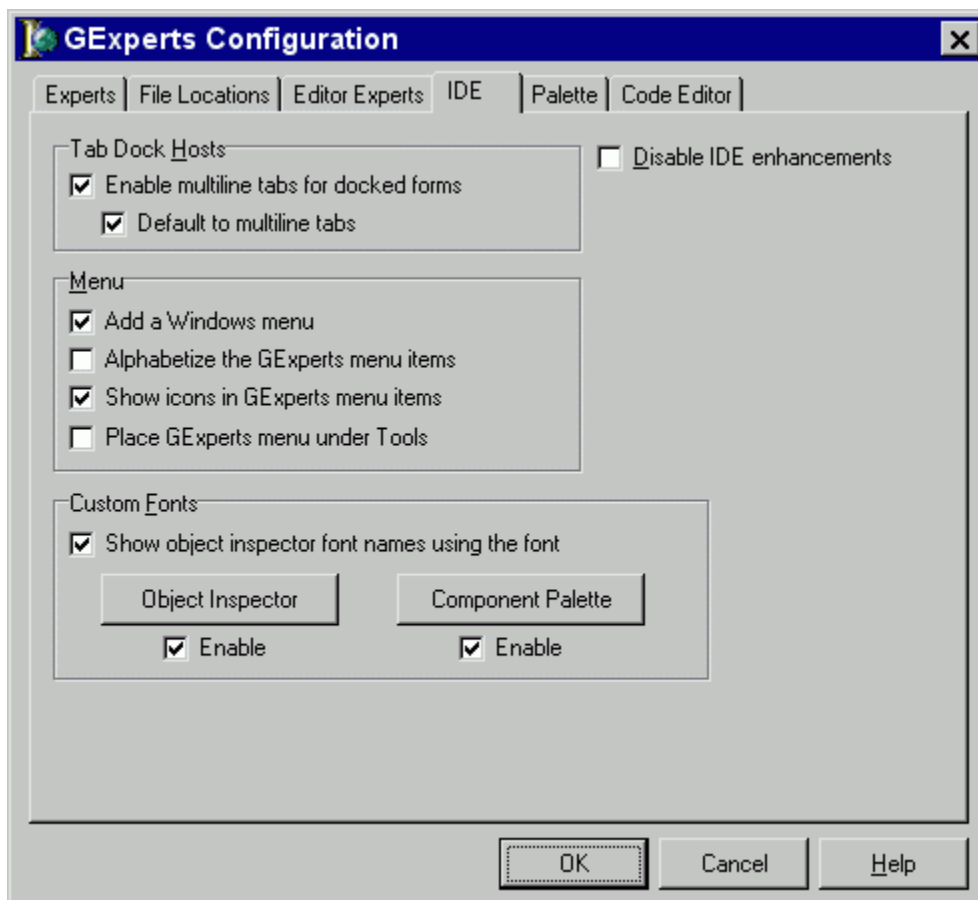 GExperts Configuration
Experts
File Locations
Editor Experts
IDE
Palette
Code Editor
Tab Dock Hosts
Enable multiline tabs for docked forms
Default to multiline tabs
Disable IDE enhancements
Menu
Add a Windows menu
Alphabetize the GExperts menu items
Show icons in GExperts menu items
Place GExperts menu under Tools
Custom Fonts
Show object inspector font names using the font
Object Inspector
Component Palette
Enable
Enable
OK
Cancel
Help